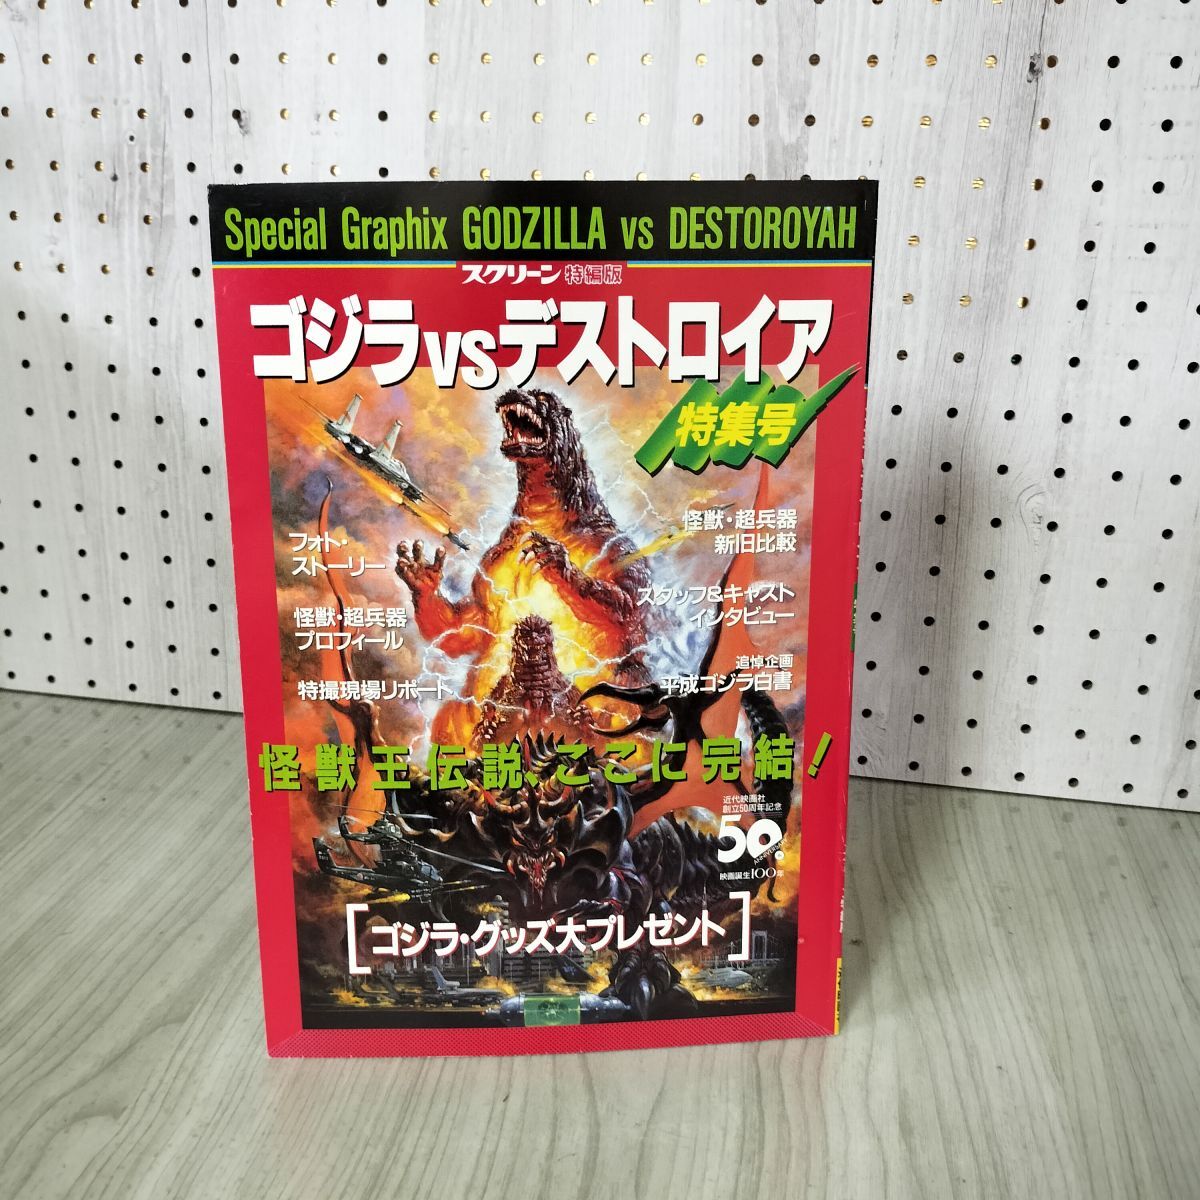 Special Graphix GODZILLA vs DESTOROYAH
スクリーン特編版
ゴジラvsデストロイア
特集号
フォト・
ストーリー
怪獣・超兵器
プロフィール
特撮現場リポート
怪獣・超兵器
新旧比較
スタッフ&キャスト
インタビュー
追悼企画
平成ゴジラ白書
怪獣王伝説、ここに完結!
近代映画社
創立50周年記念
50
ANNIVERSARY
映画誕生100年
[ゴジラ・グッズ大プレゼント]